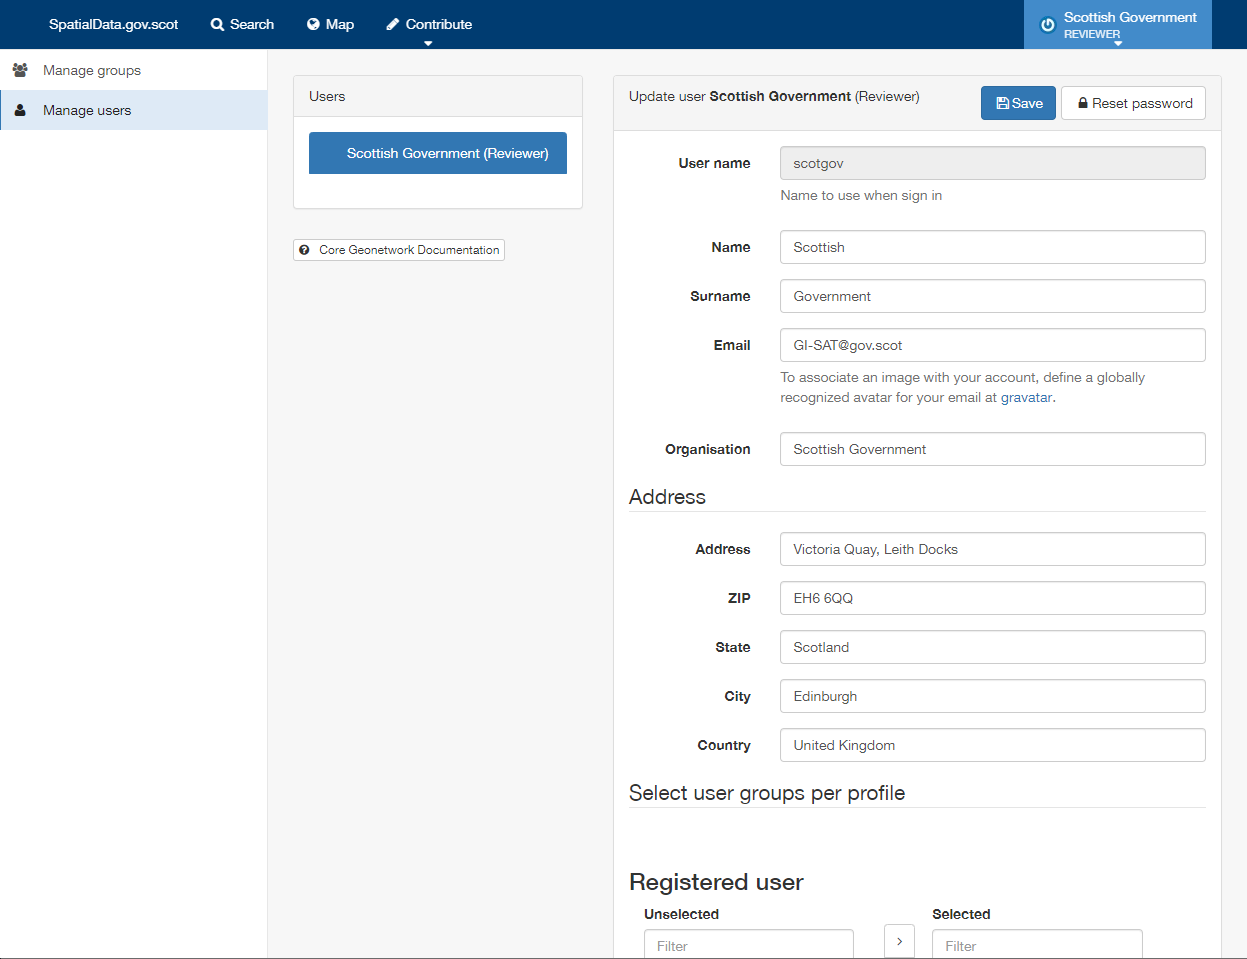 SpatialData.gov.scot Search Map Contribute Scottish Government
REVIEWER
Manage groups
Manage users
Users
Scottish Government (Reviewer)
Core Geonetwork Documentation
Update user Scottish Government (Reviewer) Save Reset password
User name scotgov
Name to use when sign in
Name Scottish
Surname Government
Email GI-SAT@gov.scot
To associate an image with your account, define a globally
recognized avatar for your email at gravatar.
Organisation Scottish Government
Address
Address Victoria Quay, Leith Docks
ZIP EH6 6QQ
State Scotland
City Edinburgh
Country United Kingdom
Select user groups per profile
Registered user
Unselected Selected
Filter > Filter